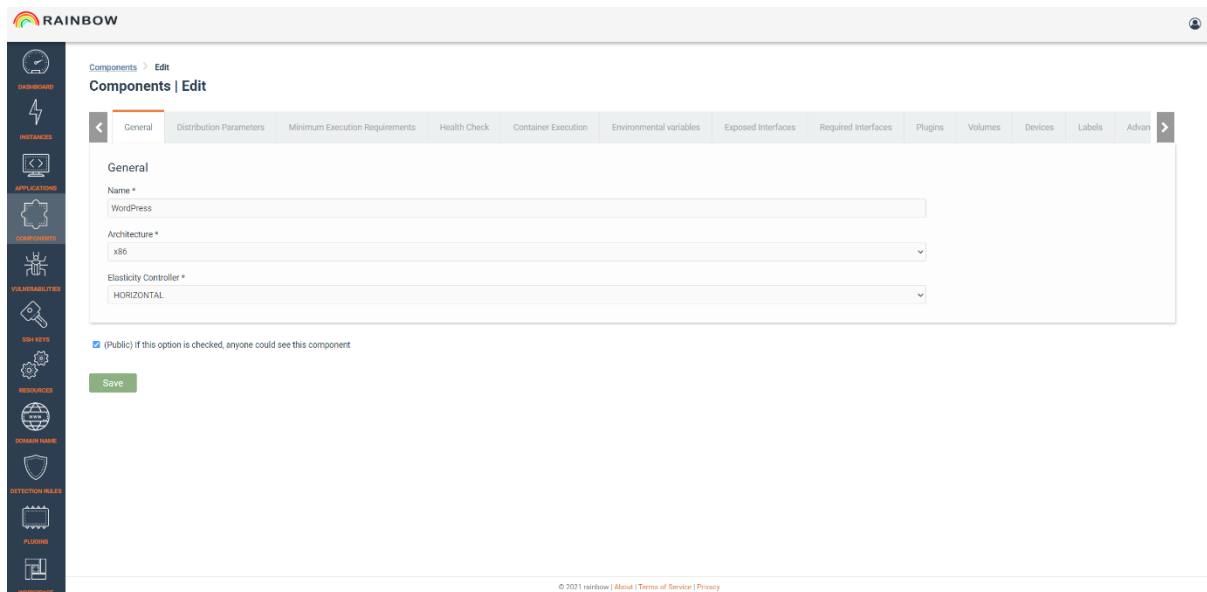 RAINBOW
Components > Edit
Components | Edit
General Distribution Parameters Minimum Execution Requirements Health Check Container Execution Environmental variables Exposed Interfaces Required Interfaces Plugins Volumes Devices Labels Advan
General
Name *
WordPress
Architecture *
x86
Elasticity Controller *
HORIZONTAL
(Public) If this option is checked, anyone could see this component
Save
DASHBOARD
INSTANCES
APPLICATIONS
COMPONENTS
VULNERABILITIES
SSH KEYS
RESOURCES
WWW
DOMAIN NAME
DETECTION RULES
PLUGINS
© 2021 rainbow | About | Terms of Service | Privacy